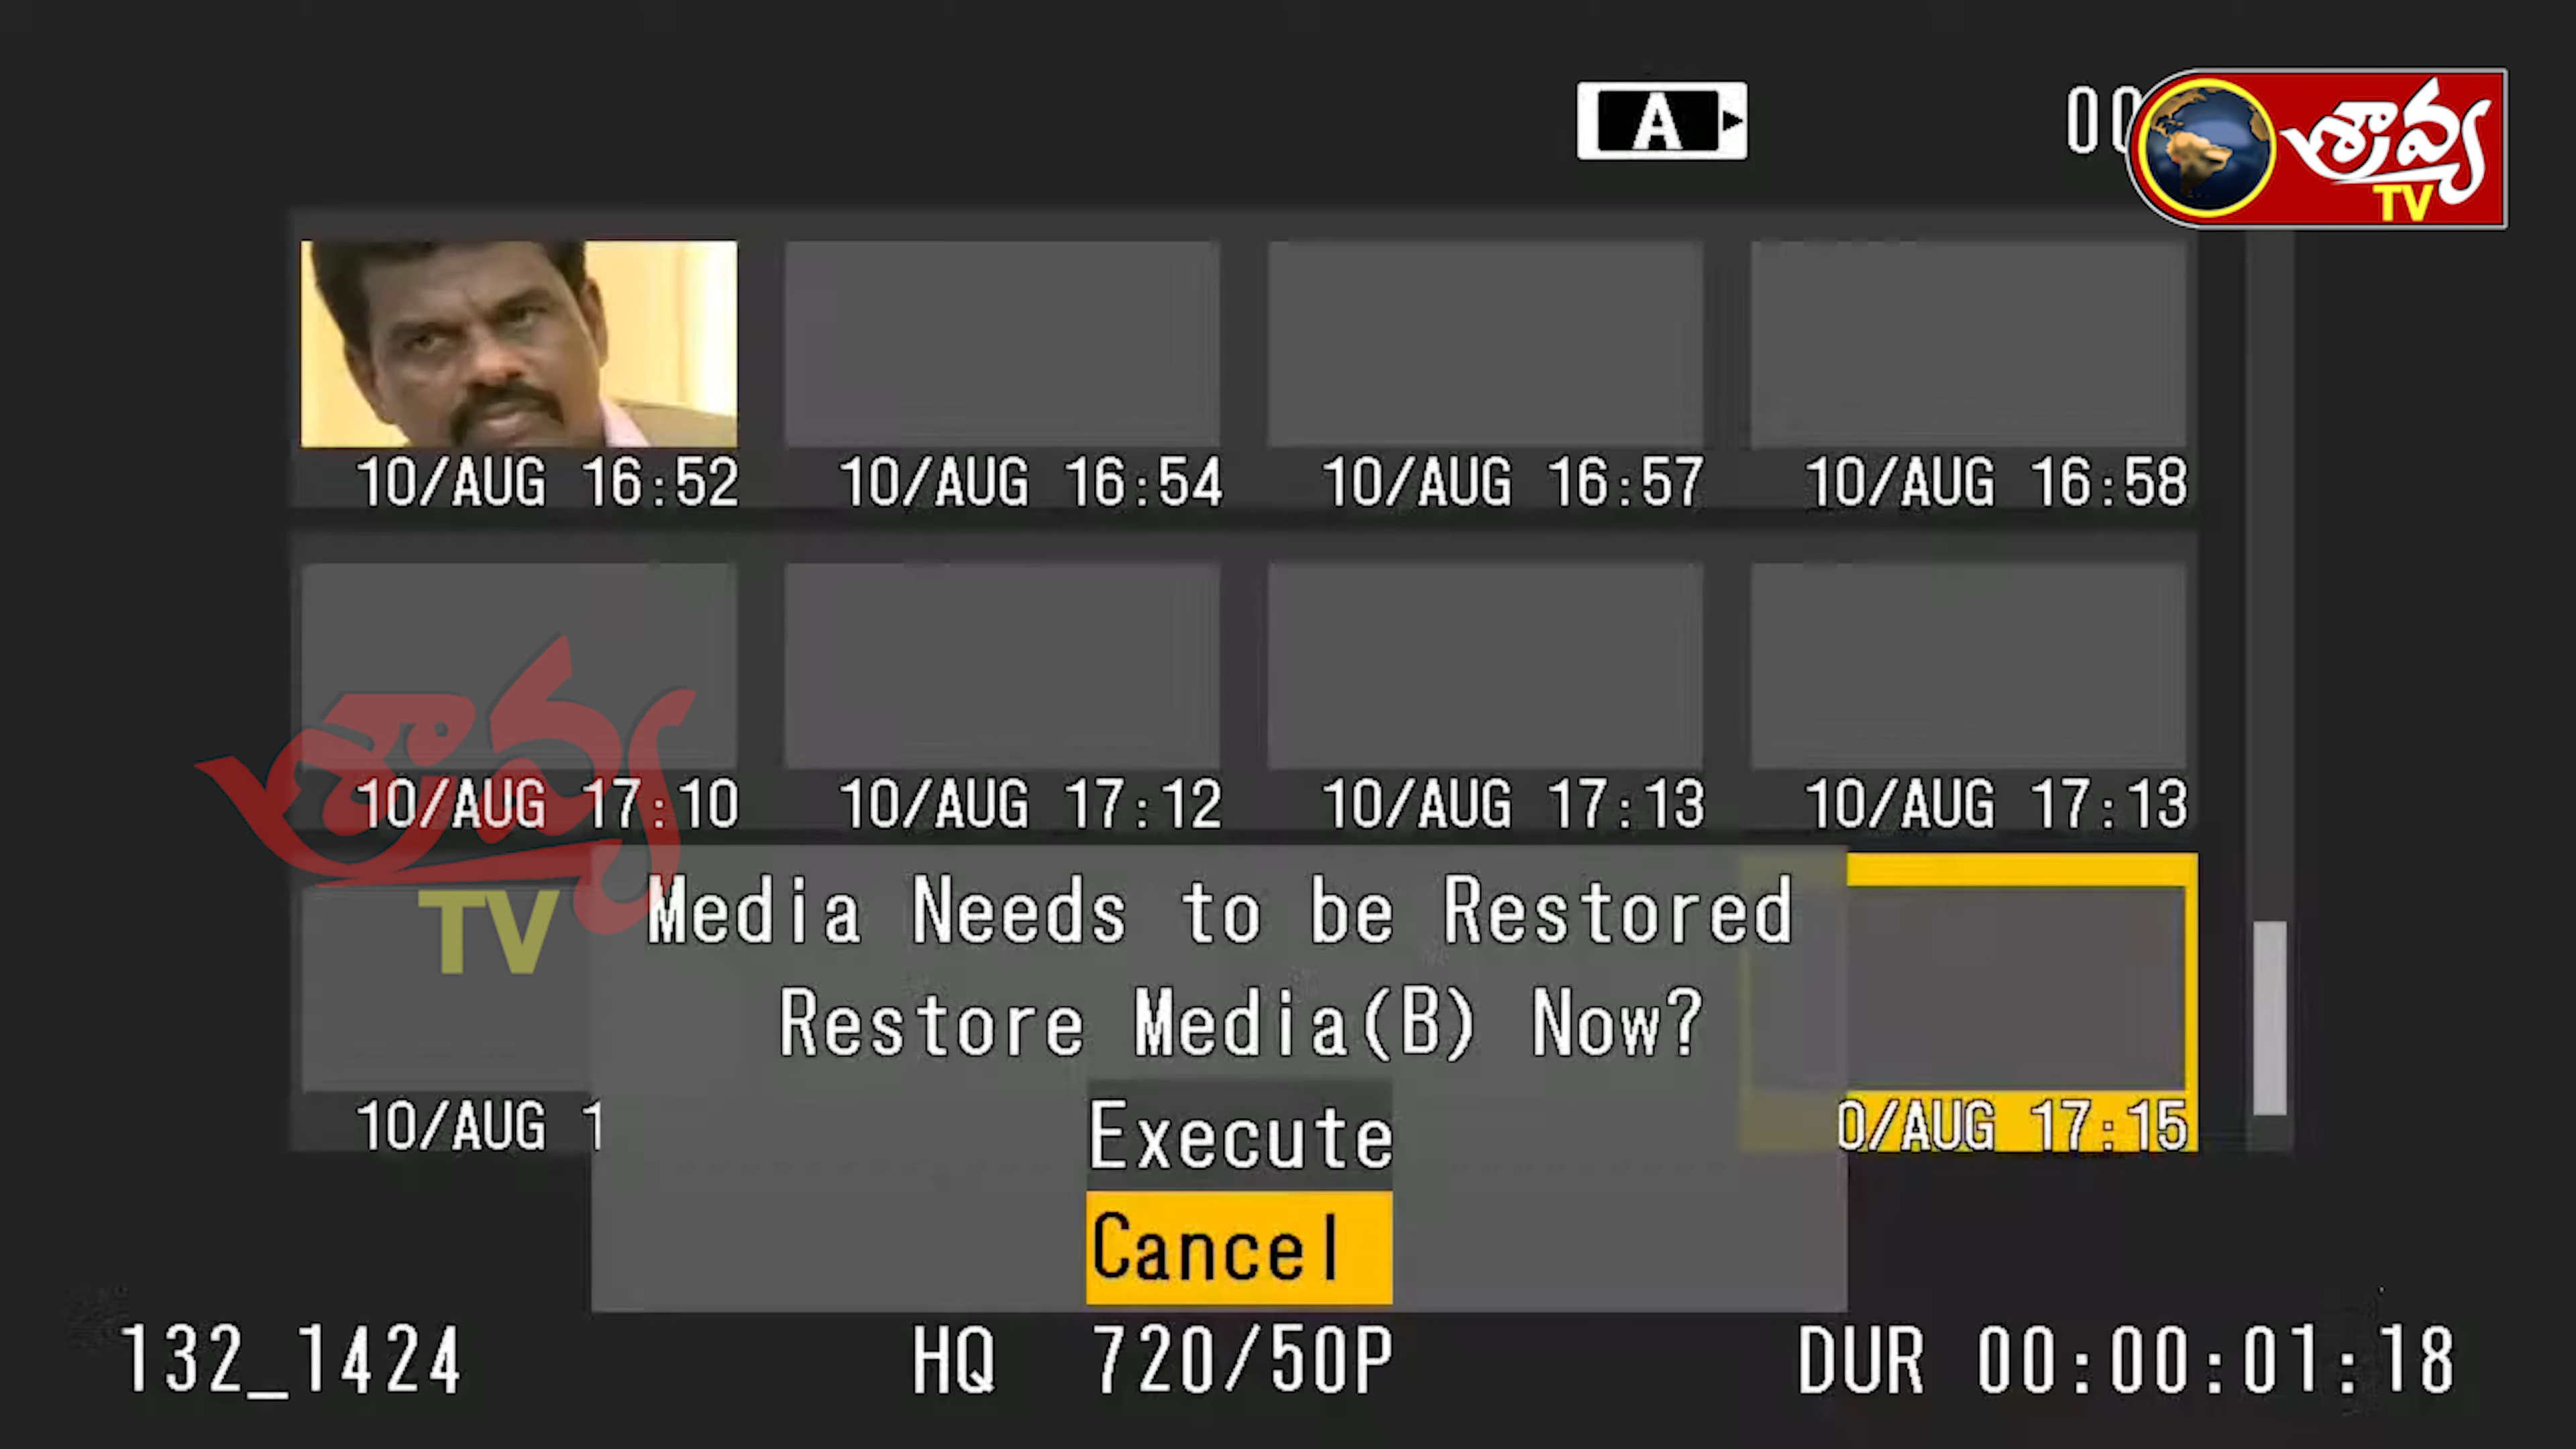 A
00
శ్రావ్య
TV
10/AUG 16:52
10/AUG 16:54
10/AUG 16:57
10/AUG 16:58
10/AUG 17:10
10/AUG 17:12
10/AUG 17:13
10/AUG 17:13
శ్రావ్య
TV
Media Needs to be Restored
Restore Media(B) Now?
Execute
Cancel
10/AUG 1
0/AUG 17:15
132_1424
HQ 720/50P
DUR 00:00:01:18